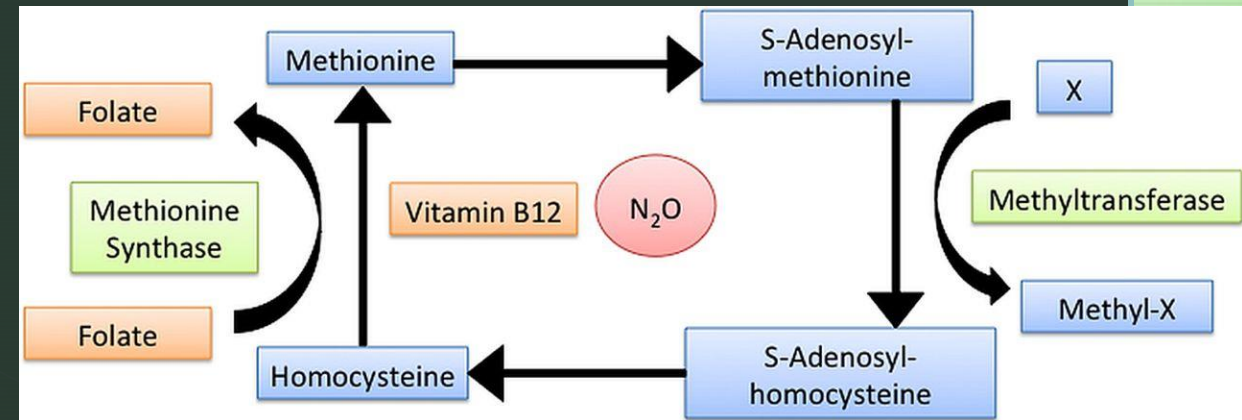 Methionine
S-Adenosyl-
methionine
X
Folate
Methionine
Synthase
Vitamin B12
N₂O
Methyltransferase
Folate
Methyl-X
Homocysteine
S-Adenosyl-
homocysteine